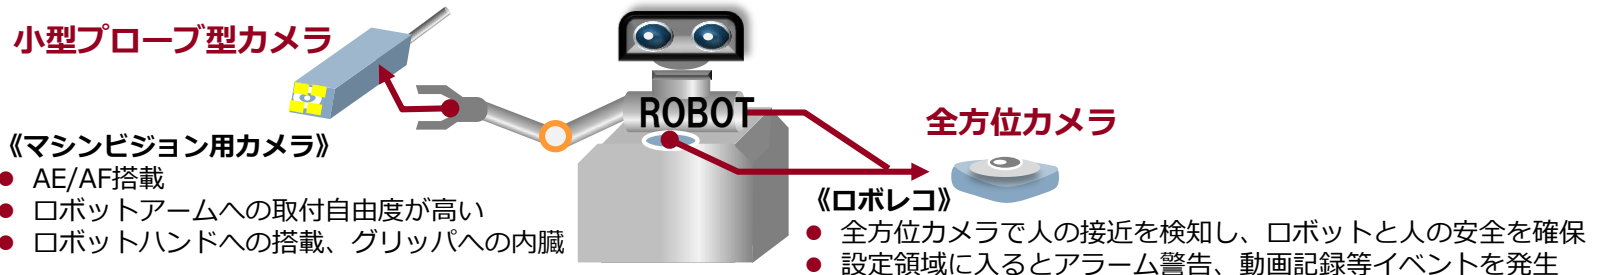 小型プローブ型カメラ
《マシンビジョン用カメラ》
● AE/AF搭載
● ロボットアームへの取付自由度が高い
● ロボットハンドへの搭載、グリッパへの内臓
ROBOT
全方位カメラ
《ロボレコ》
● 全方位カメラで人の接近を検知し、ロボットと人の安全を確保
● 設定領域に入るとアラーム警告、動画記録等イベントを発生